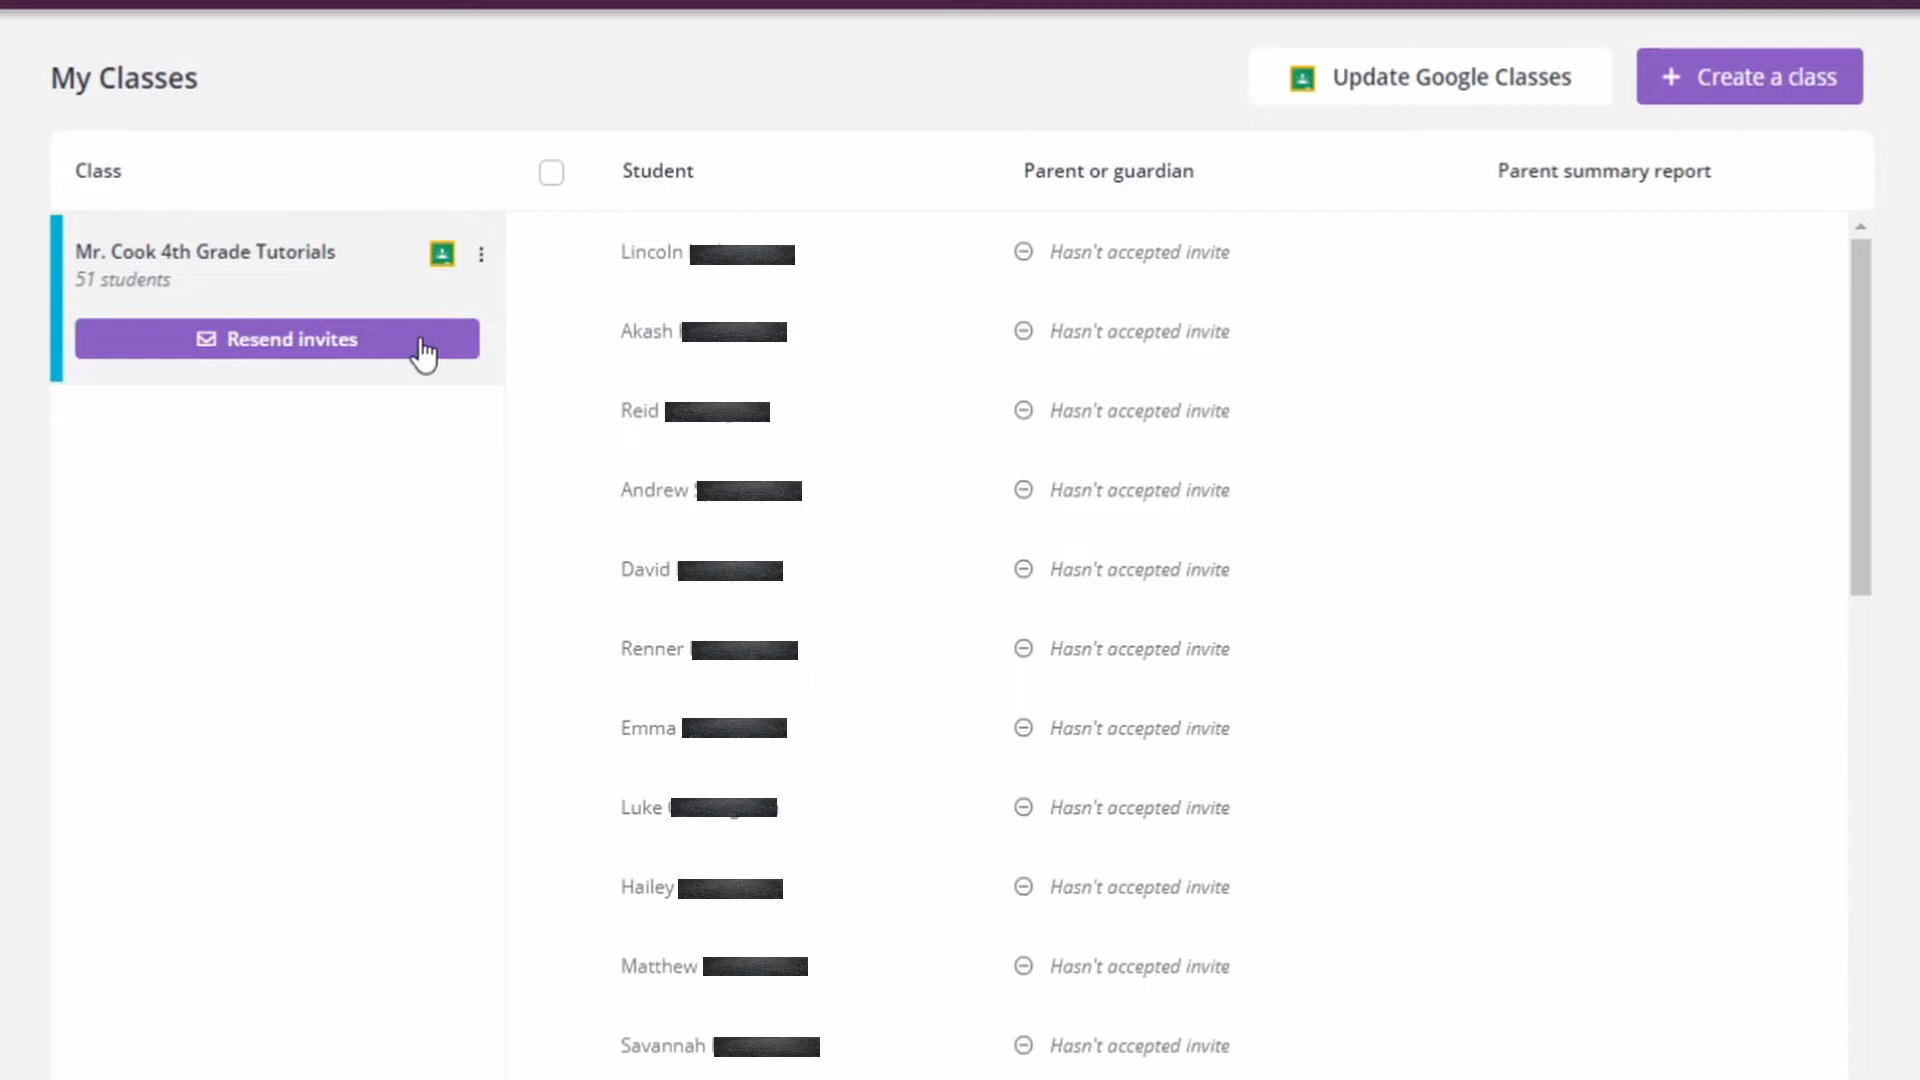 My Classes
Update Google Classes
+ Create a class
Class
Student
Parent or guardian
Parent summary report
Mr. Cook 4th Grade Tutorials
51 students
Resend invites
Lincoln
Hasn't accepted invite
Akash
Hasn't accepted invite
Reid
Hasn't accepted invite
Andrew
Hasn't accepted invite
David
Hasn't accepted invite
Renner
Hasn't accepted invite
Emma
Hasn't accepted invite
Luke
Hasn't accepted invite
Hailey
Hasn't accepted invite
Matthew
Hasn't accepted invite
Savannah
Hasn't accepted invite